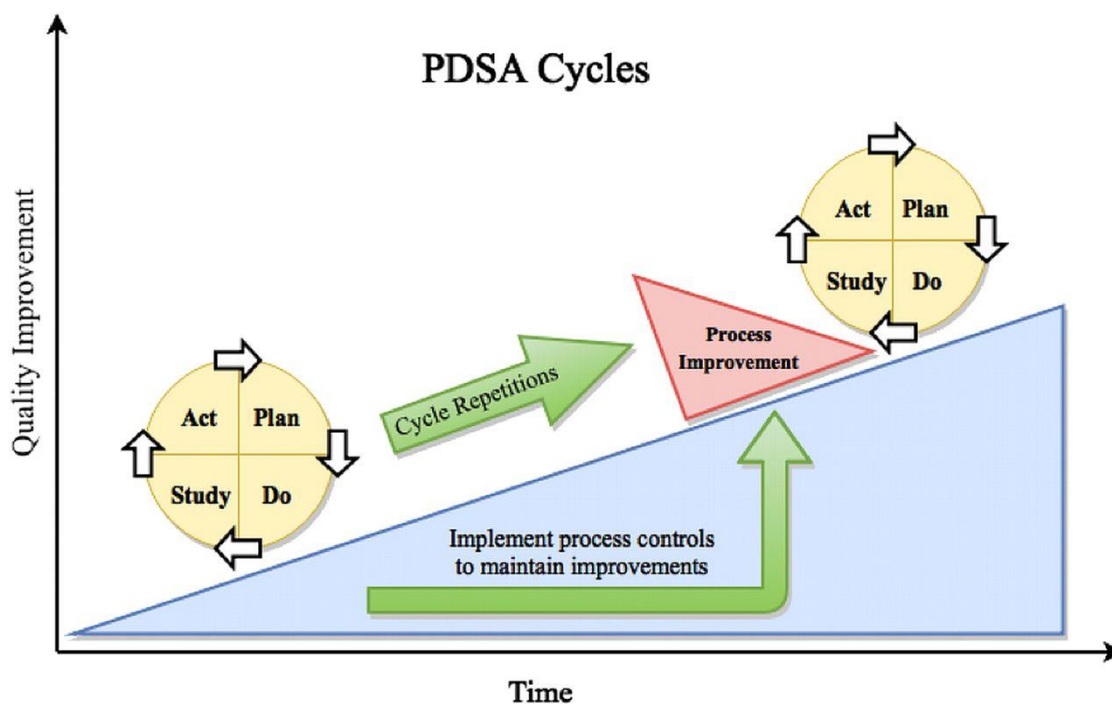 PDSA Cycles
Quality Improvement
Act Plan
Study Do
Process
Improvement
Cycle Repetitions
Act Plan
Study Do
Implement process controls
to maintain improvements
Time